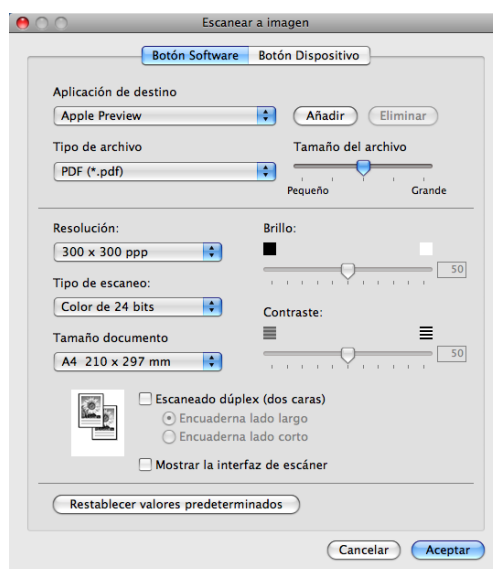 Escanear a imagen
Botón Software Botón Dispositivo
Aplicación de destino
Apple Preview Añadir Eliminar
Tipo de archivo Tamaño del archivo
PDF (*.pdf)
Pequeño Grande
Resolución: Brillo:
300 x 300 ppp
50
Tipo de escaneo:
Color de 24 bits
Contraste:
Tamaño documento
A4 210 x 297 mm 50
Escaneado dúplex (dos caras)
Encuaderna lado largo
Encuaderna lado corto
Mostrar la interfaz de escáner
Restablecer valores predeterminados
Cancelar Aceptar